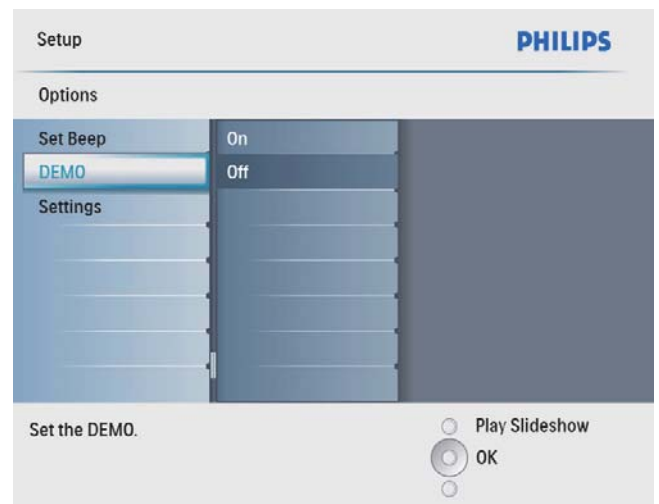 Setup
PHILIPS
Options
Set Beep
On
DEMO
Off
Settings
Set the DEMO.
Play Slideshow
OK